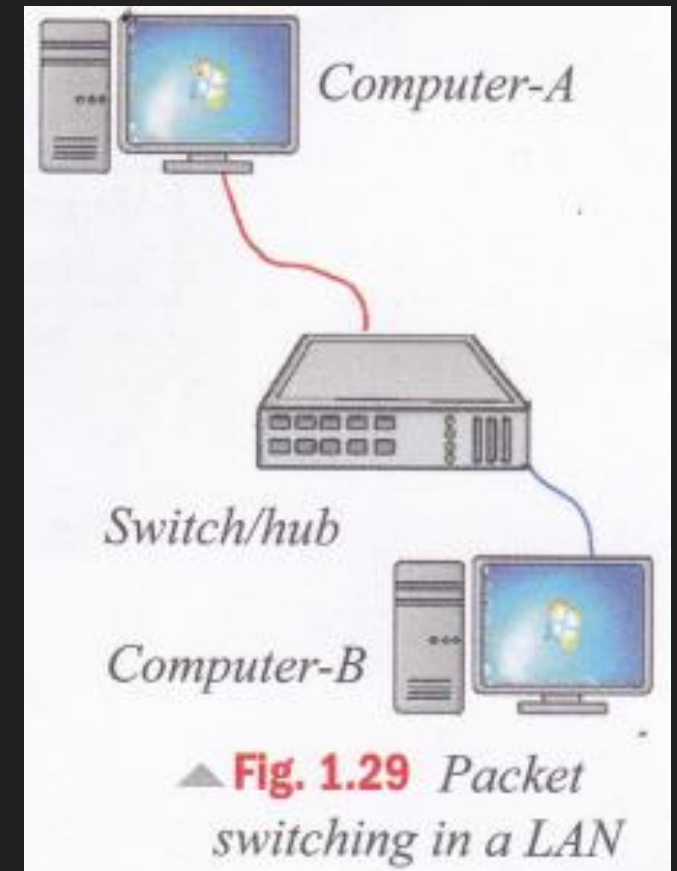 Computer-A
Switch/hub
Computer-B
▲ Fig. 1.29 Packet
switching in a LAN